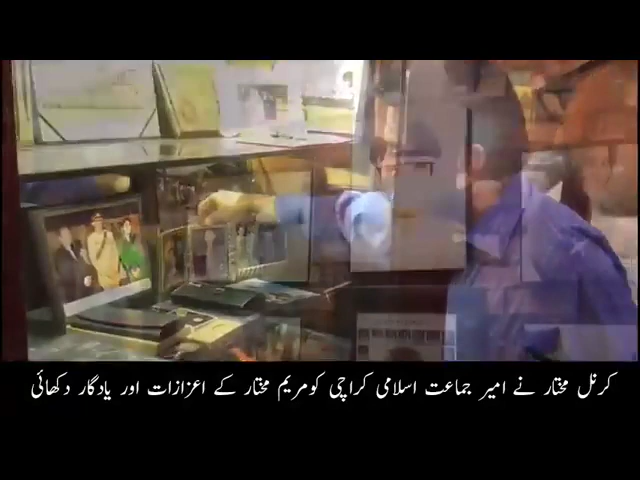 کرنل مختار نے امیر جماعت اسلامی کراچی کو مریم مختار کے اعزازات اور یادگار دکھائی